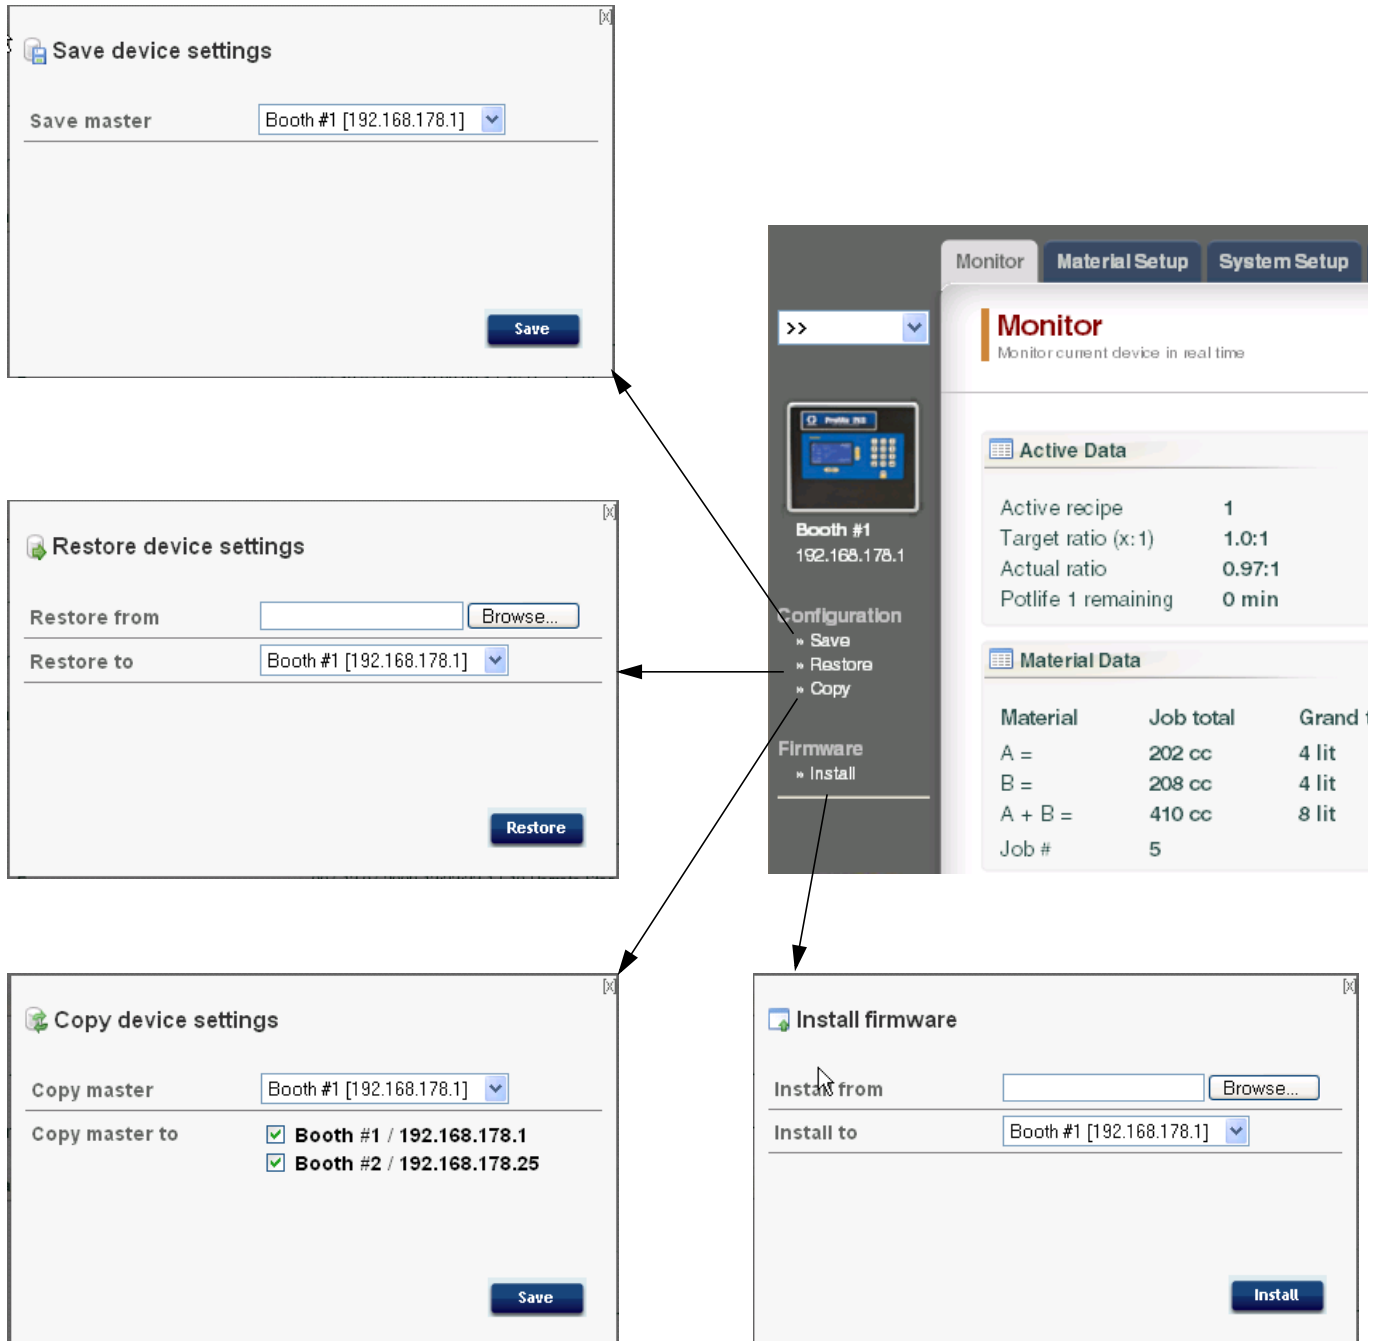 [x]
Save device settings
Save master Booth #1 [192.168.178.1]
Save
Monitor Material Setup System Setup
>>
Monitor
Monitor current device in real time
Booth #1
192.168.178.1
Configuration
» Save
» Restore
» Copy
Firmware
» Install
Active Data
Active recipe 1
Target ratio (x:1) 1.0:1
Actual ratio 0.97:1
Potlife 1 remaining 0 min
Material Data
Material Job total Grand
A = 202 cc 4 lit
B = 208 cc 4 lit
A + B = 410 cc 8 lit
Job # 5
[x]
Restore device settings
Restore from Browse...
Restore to Booth #1 [192.168.178.1]
Restore
[x]
Copy device settings
Copy master Booth #1 [192.168.178.1]
Copy master to Booth #1 / 192.168.178.1
Booth #2 / 192.168.178.25
Save
[x]
Install firmware
Install from Browse...
Install to Booth #1 [192.168.178.1]
Install